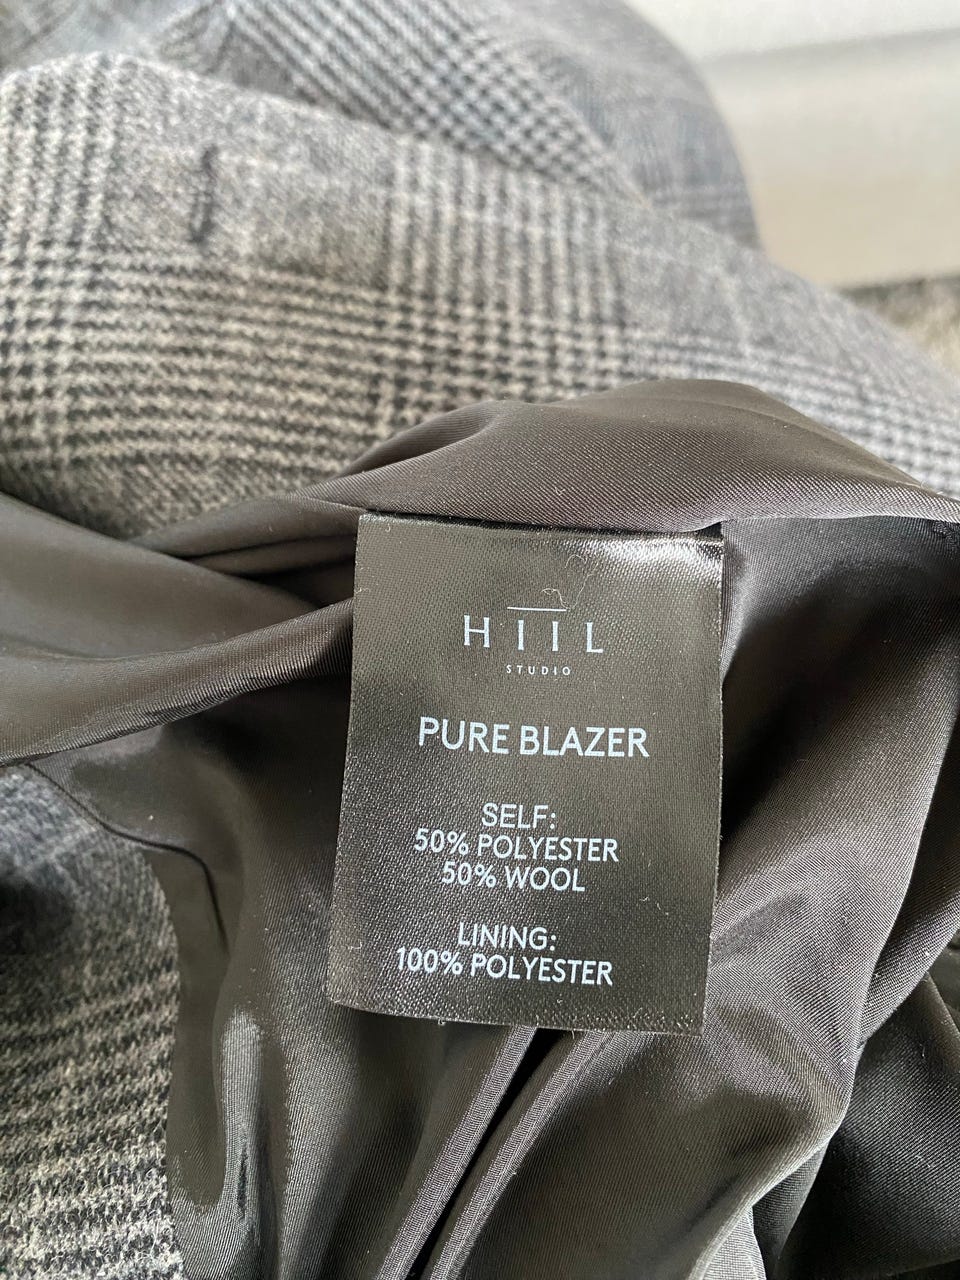 HIIL
STUDIO
PURE BLAZER
SELF:
50% POLYESTER
50% WOOL
LINING:
100% POLYESTER